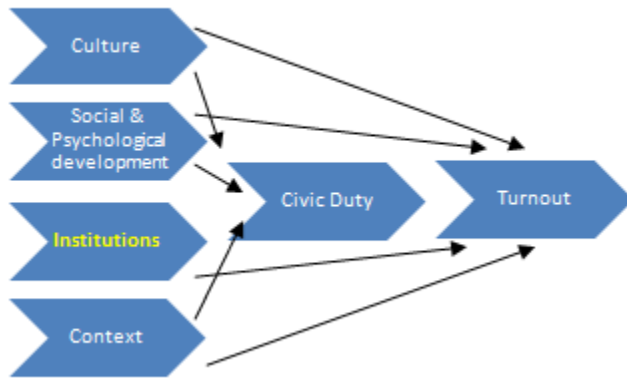 Culture
Social &
Psychological
development
Civic Duty
Turnout
Institutions
Context